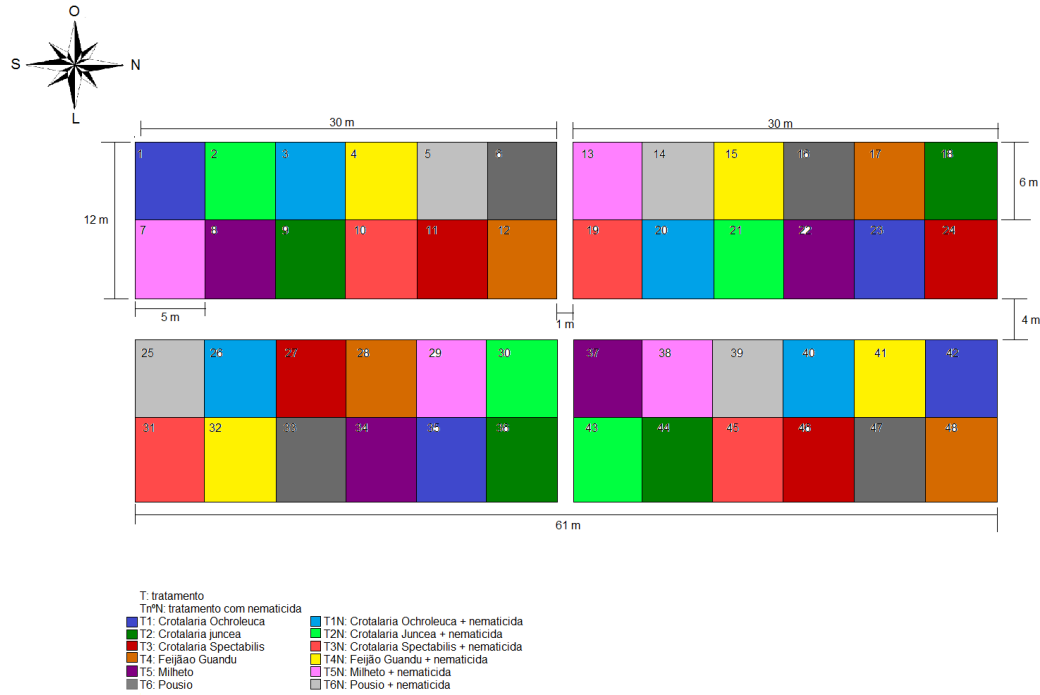 O
S N
L
30 m 30 m
1 2 3 4 5 6 13 14 15 16 17 18
6 m
12 m
7 8 9 10 11 12 19 20 21 22 23 24
5 m
1 m
4 m
25 26 27 28 29 30 37 38 39 40 41 42
31 32 33 34 35 36 43 44 45 46 47 48
61 m
T: tratamento
TnºN: tratamento com nematicida
T1: Crotalaria Ochroleuca T1N: Crotalaria Ochroleuca + nematicida
T2: Crotalaria juncea T2N: Crotalaria Juncea + nematicida
T3: Crotalaria Spectabilis T3N: Crotalaria Spectabilis + nematicida
T4: Feijãao Guandu T4N: Feijão Guandu + nematicida
T5: Milheto T5N: Milheto + nematicida
T6: Pousio T6N: Pousio + nematicida